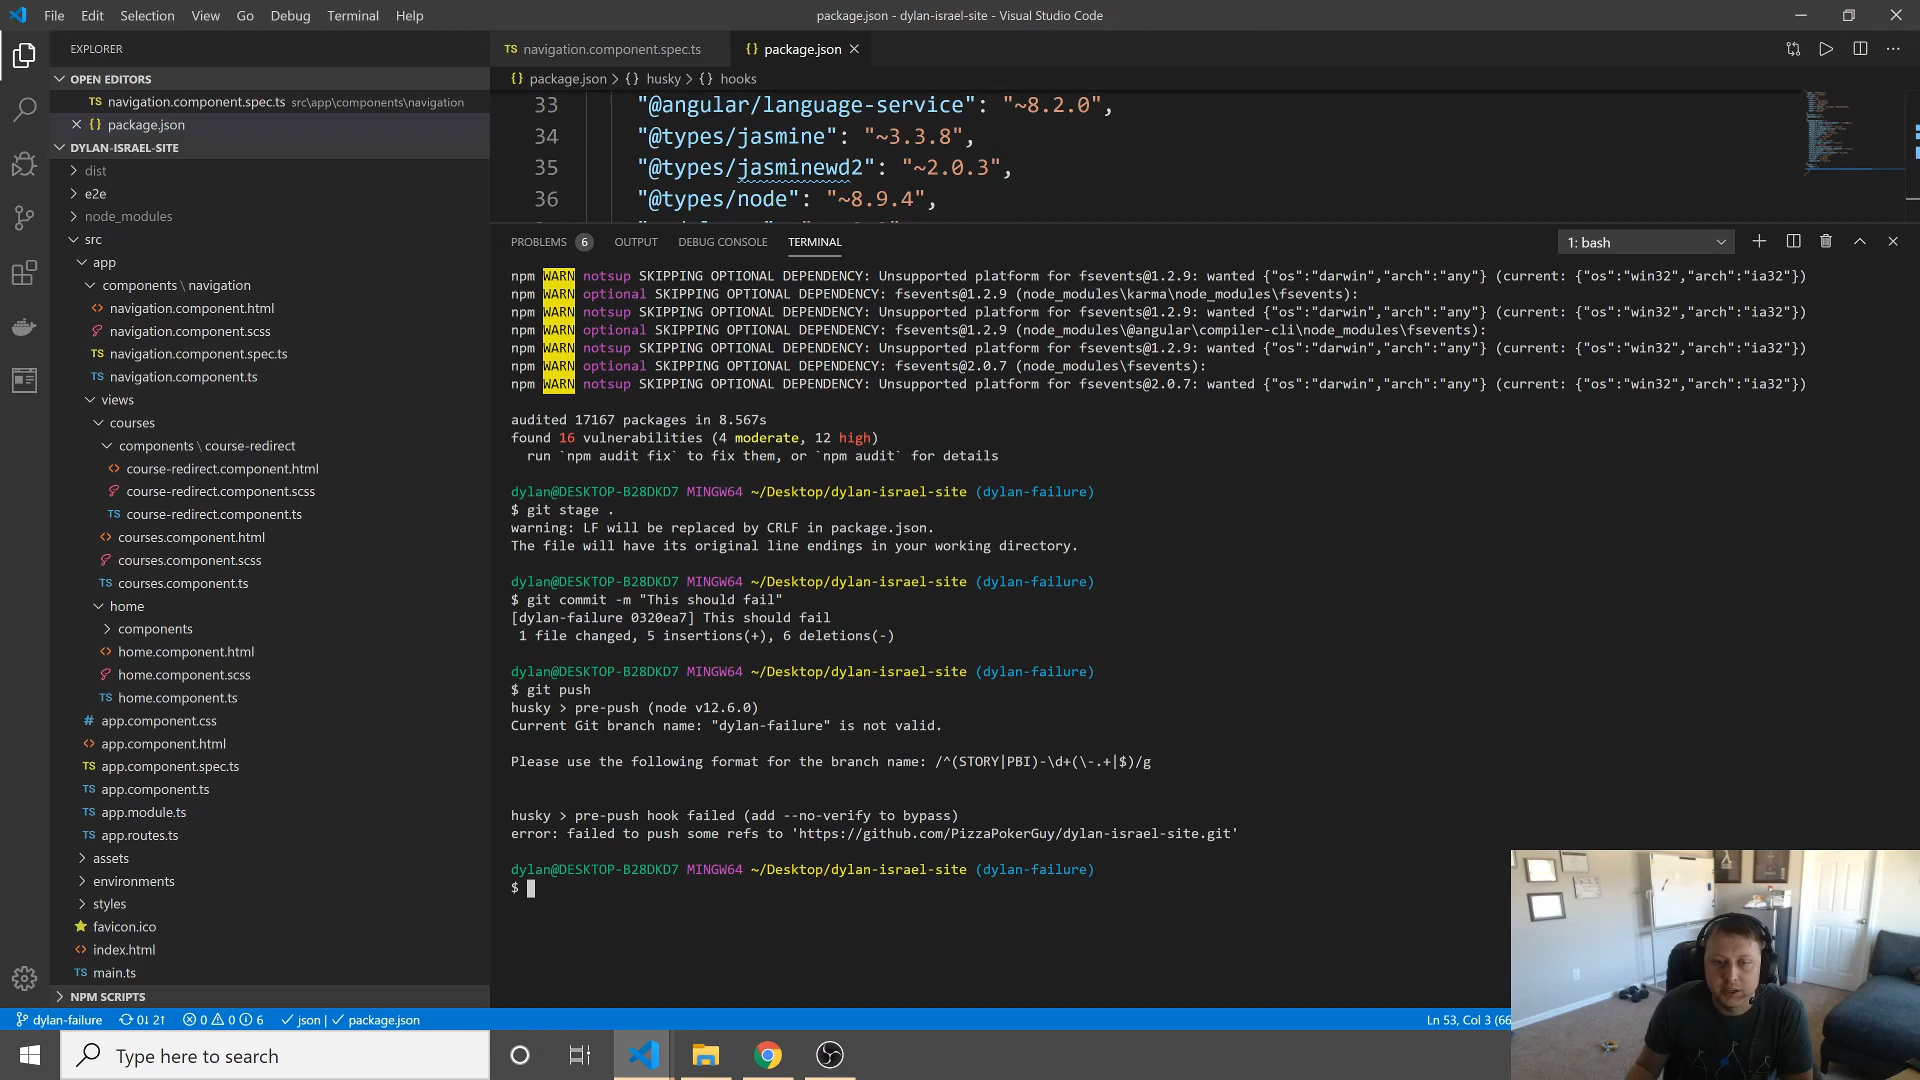 File Edit Selection View Go Debug Terminal Help
package.json - dylan-israel-site - Visual Studio Code
EXPLORER
OPEN EDITORS
TS navigation.component.spec.ts src\app\components\navigation
{} package.json
DYLAN-ISRAEL-SITE
dist
e2e
node_modules
src
app
components \ navigation
<> navigation.component.html
navigation.component.scss
TS navigation.component.spec.ts
TS navigation.component.ts
views
courses
components \ course-redirect
<> course-redirect.component.html
course-redirect.component.scss
TS course-redirect.component.ts
<> courses.component.html
courses.component.scss
TS courses.component.ts
home
components
<> home.component.html
home.component.scss
TS home.component.ts
# app.component.css
<> app.component.html
TS app.component.spec.ts
TS app.component.ts
TS app.module.ts
TS app.routes.ts
assets
environments
styles
favicon.ico
<> index.html
TS main.ts
NPM SCRIPTS
TS navigation.component.spec.ts
{} package.json
{} package.json > {} husky > {} hooks
33 "@angular/language-service": "~8.2.0",
34 "@types/jasmine": "~3.3.8",
35 "@types/jasminewd2": "~2.0.3",
36 "@types/node": "~8.9.4",
PROBLEMS 6 OUTPUT DEBUG CONSOLE TERMINAL 1: bash
npm WARN notsup SKIPPING OPTIONAL DEPENDENCY: Unsupported platform for fsevents@1.2.9: wanted {"os":"darwin","arch":"any"} (current: {"os":"win32","arch":"ia32"})
npm WARN optional SKIPPING OPTIONAL DEPENDENCY: fsevents@1.2.9 (node_modules\karma\node_modules\fsevents):
npm WARN notsup SKIPPING OPTIONAL DEPENDENCY: Unsupported platform for fsevents@1.2.9: wanted {"os":"darwin","arch":"any"} (current: {"os":"win32","arch":"ia32"})
npm WARN optional SKIPPING OPTIONAL DEPENDENCY: fsevents@1.2.9 (node_modules\@angular\compiler-cli\node_modules\fsevents):
npm WARN notsup SKIPPING OPTIONAL DEPENDENCY: Unsupported platform for fsevents@1.2.9: wanted {"os":"darwin","arch":"any"} (current: {"os":"win32","arch":"ia32"})
npm WARN optional SKIPPING OPTIONAL DEPENDENCY: fsevents@2.0.7 (node_modules\fsevents):
npm WARN notsup SKIPPING OPTIONAL DEPENDENCY: Unsupported platform for fsevents@2.0.7: wanted {"os":"darwin","arch":"any"} (current: {"os":"win32","arch":"ia32"})
audited 17167 packages in 8.567s
found 16 vulnerabilities (4 moderate, 12 high)
run `npm audit fix` to fix them, or `npm audit` for details
dylan@DESKTOP-B28DKD7 MINGW64 ~/Desktop/dylan-israel-site (dylan-failure)
$ git stage .
warning: LF will be replaced by CRLF in package.json.
The file will have its original line endings in your working directory.
dylan@DESKTOP-B28DKD7 MINGW64 ~/Desktop/dylan-israel-site (dylan-failure)
$ git commit -m "This should fail"
[dylan-failure 0320ea7] This should fail
1 file changed, 5 insertions(+), 6 deletions(-)
dylan@DESKTOP-B28DKD7 MINGW64 ~/Desktop/dylan-israel-site (dylan-failure)
$ git push
husky > pre-push (node v12.6.0)
Current Git branch name: "dylan-failure" is not valid.
Please use the following format for the branch name: /^(STORY|PBI)-\d+(\-.+|$)/g
husky > pre-push hook failed (add --no-verify to bypass)
error: failed to push some refs to 'https://github.com/PizzaPokerGuy/dylan-israel-site.git'
dylan@DESKTOP-B28DKD7 MINGW64 ~/Desktop/dylan-israel-site (dylan-failure)
$
dylan-failure 0↓ 2↑ 0 0 6 json | package.json
Ln 53, Col 3 (66
Type here to search